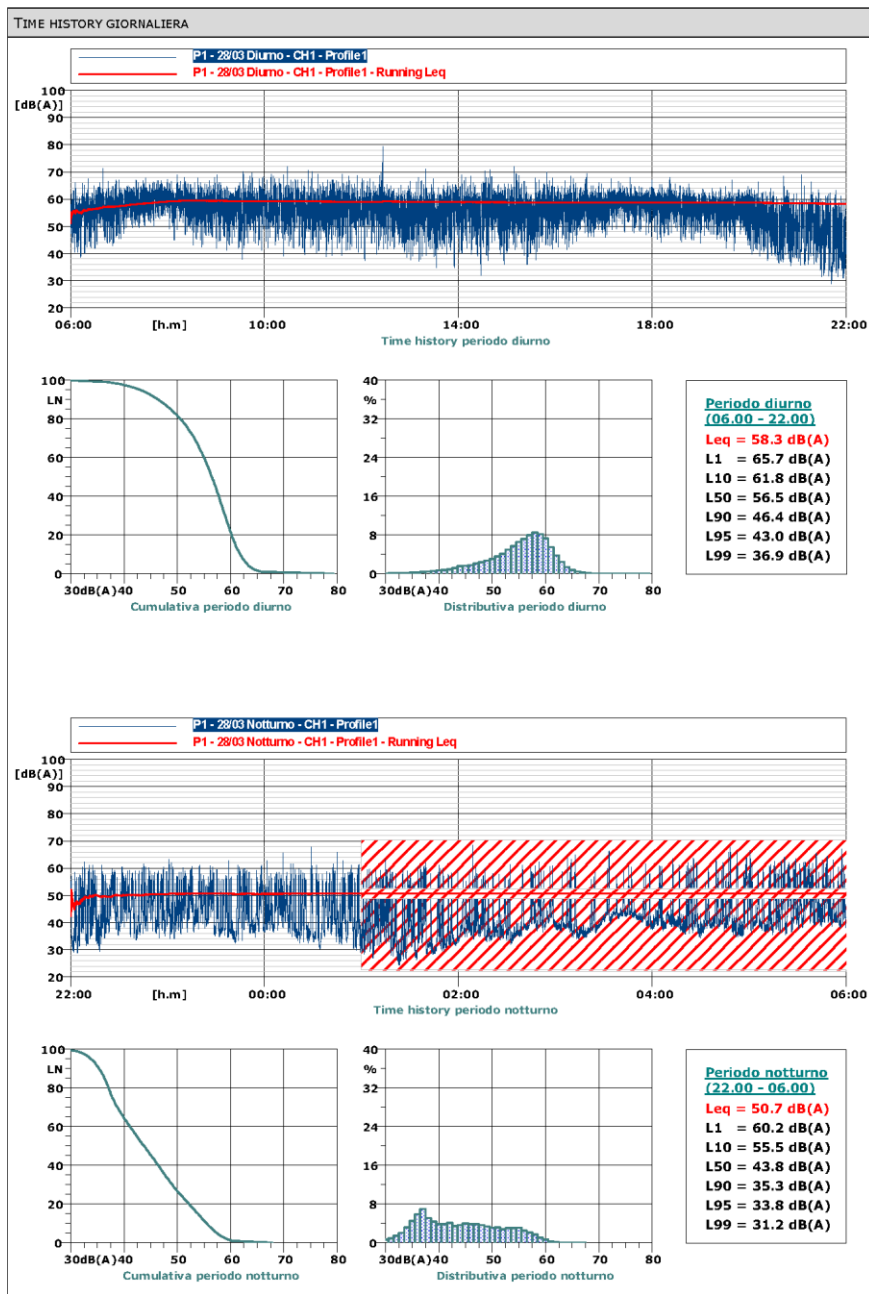 TIME HISTORY GIORNALIERA
P1 - 28/03 Diurno - CH1 - Profile1
P1 - 28/03 Diurno - CH1 - Profile1 - Running Leq
100
[dB(A)]
90
80
70
60
50
40
30
20
06:00 [h.m] 10:00 14:00 18:00 22:00
Time history periodo diurno
100
LN
80
60
40
20
0
30dB(A)40 50 60 70 80
Cumulativa periodo diurno
40
%
32
24
16
8
0
30dB(A)40 50 60 70 80
Distributiva periodo diurno
Periodo diurno
(06.00 - 22.00)
Leq = 58.3 dB(A)
L1 = 65.7 dB(A)
L10 = 61.8 dB(A)
L50 = 56.5 dB(A)
L90 = 46.4 dB(A)
L95 = 43.0 dB(A)
L99 = 36.9 dB(A)
P1 - 28/03 Notturno - CH1 - Profile1
P1 - 28/03 Notturno - CH1 - Profile1 - Running Leq
100
[dB(A)]
90
80
70
60
50
40
30
20
22:00 [h.m] 00:00 02:00 04:00 06:00
Time history periodo notturno
100
LN
80
60
40
20
0
30dB(A)40 50 60 70 80
Cumulativa periodo notturno
40
%
32
24
16
8
0
30dB(A)40 50 60 70 80
Distributiva periodo notturno
Periodo notturno
(22.00 - 06.00)
Leq = 50.7 dB(A)
L1 = 60.2 dB(A)
L10 = 55.5 dB(A)
L50 = 43.8 dB(A)
L90 = 35.3 dB(A)
L95 = 33.8 dB(A)
L99 = 31.2 dB(A)